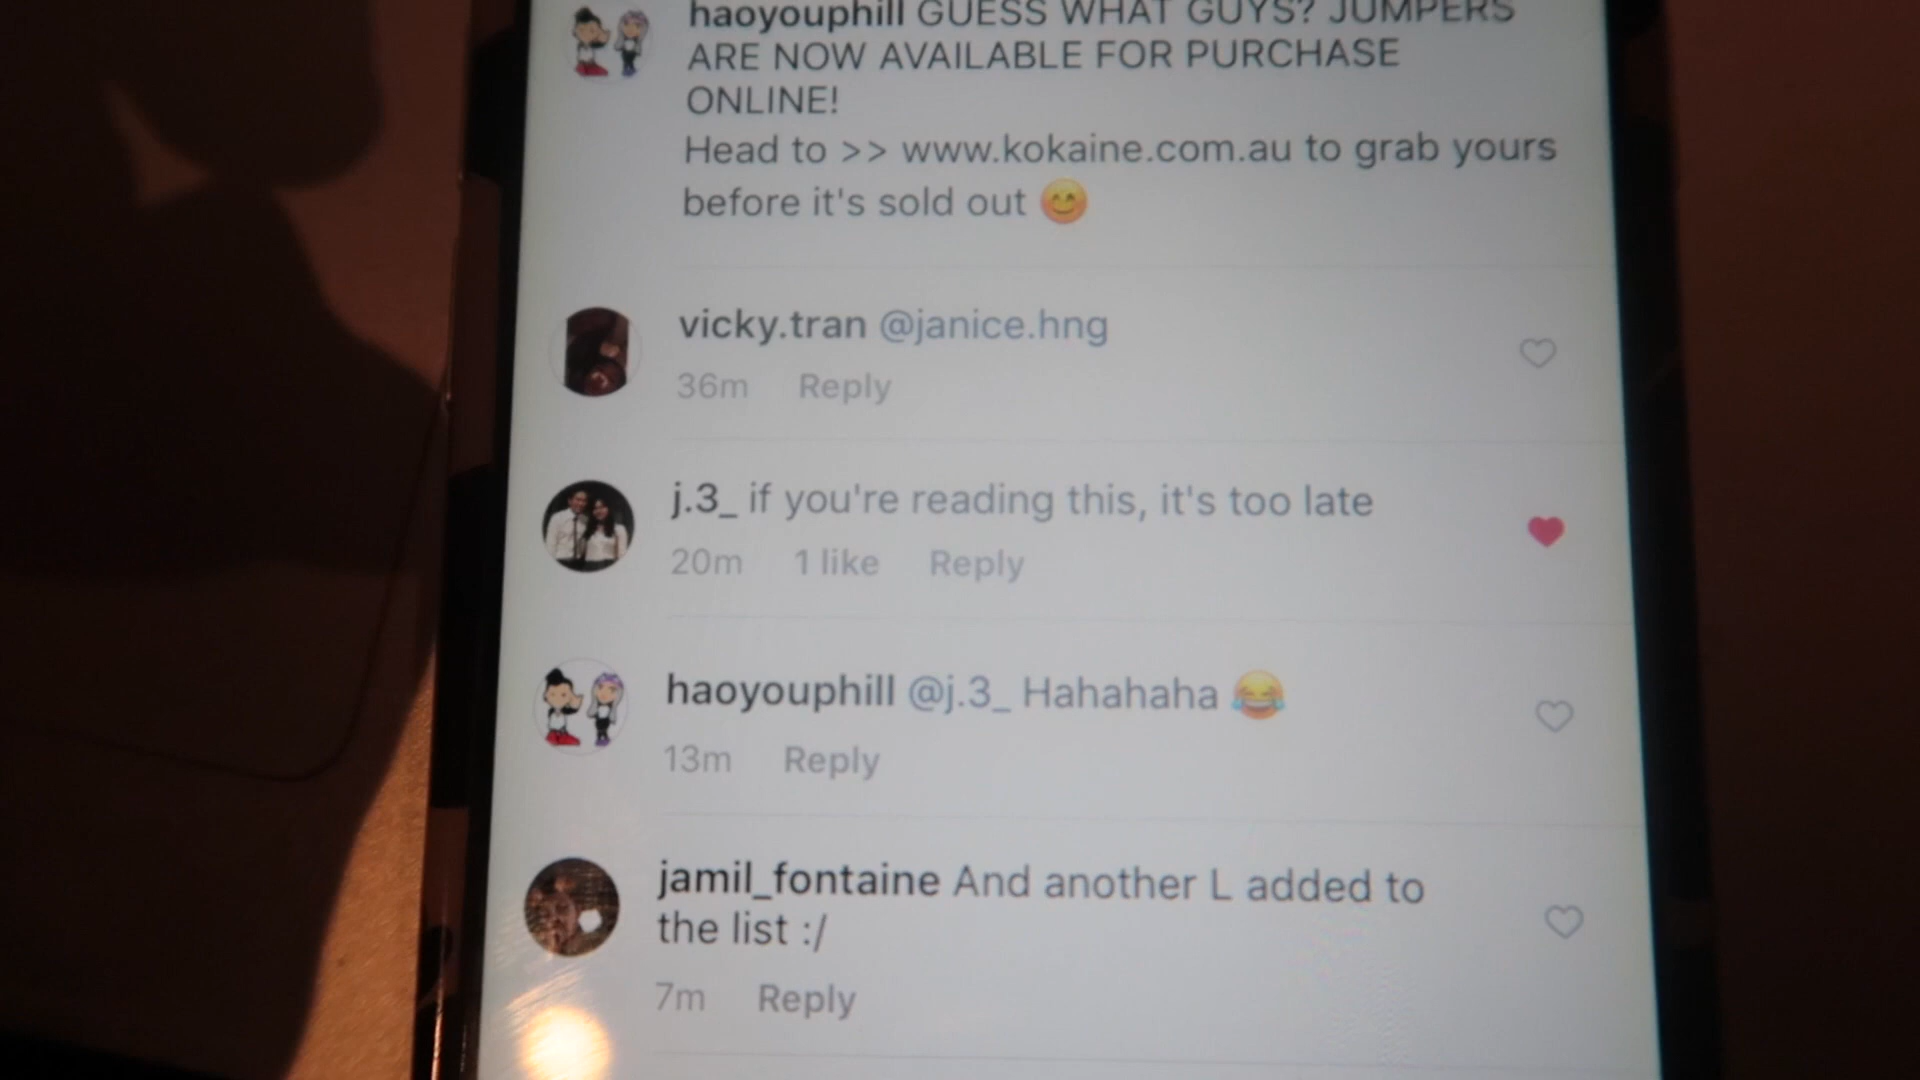 haoyouphill GUESS WHAT GUYS? JUMPERS
ARE NOW AVAILABLE FOR PURCHASE
ONLINE!
Head to >> www.kokaine.com.au to grab yours
before it's sold out 😊
vicky.tran @janice.hng
36m Reply
j.3_ if you're reading this, it's too late
20m 1 like Reply
haoyouphill @j.3_ Hahahaha 😂
13m Reply
jamil_fontaine And another L added to
the list :/
7m Reply